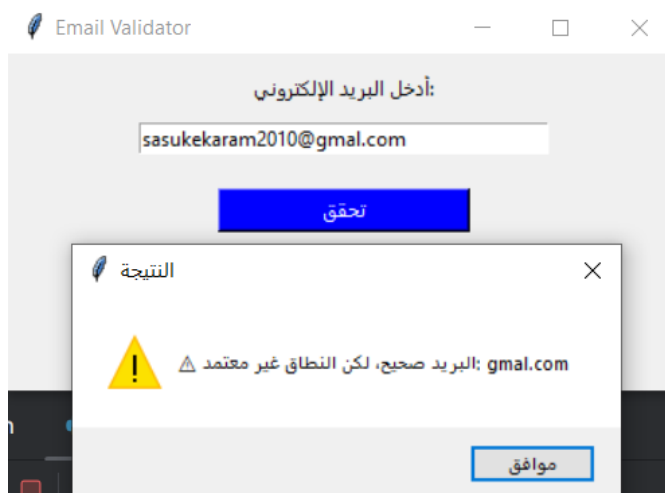 Email Validator
أدخل البريد الإلكتروني:
sasukekaram2010@gmal.com
تحقق
النتيجة
⚠ البريد صحيح، لكن النطاق غير معتمد: gmal.com
موافق